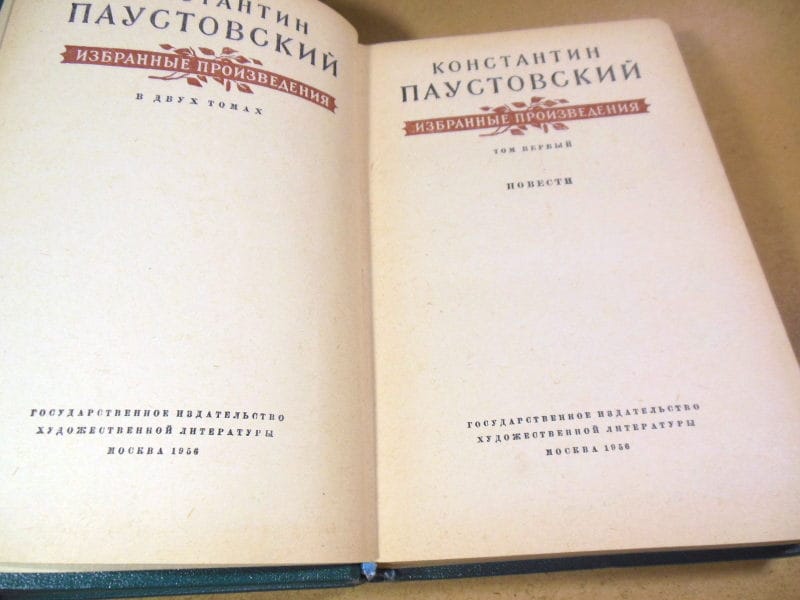 КОНСТАНТИН
ПАУСТОВСКИЙ
ИЗБРАННЫЕ ПРОИЗВЕДЕНИЯ
В ДВУХ ТОМАХ
ГОСУДАРСТВЕННОЕ ИЗДАТЕЛЬСТВО
ХУДОЖЕСТВЕННОЙ ЛИТЕРАТУРЫ
МОСКВА 1956
КОНСТАНТИН
ПАУСТОВСКИЙ
ИЗБРАННЫЕ ПРОИЗВЕДЕНИЯ
ТОМ ПЕРВЫЙ
ПОВЕСТИ
ГОСУДАРСТВЕННОЕ ИЗДАТЕЛЬСТВО
ХУДОЖЕСТВЕННОЙ ЛИТЕРАТУРЫ
МОСКВА 1956